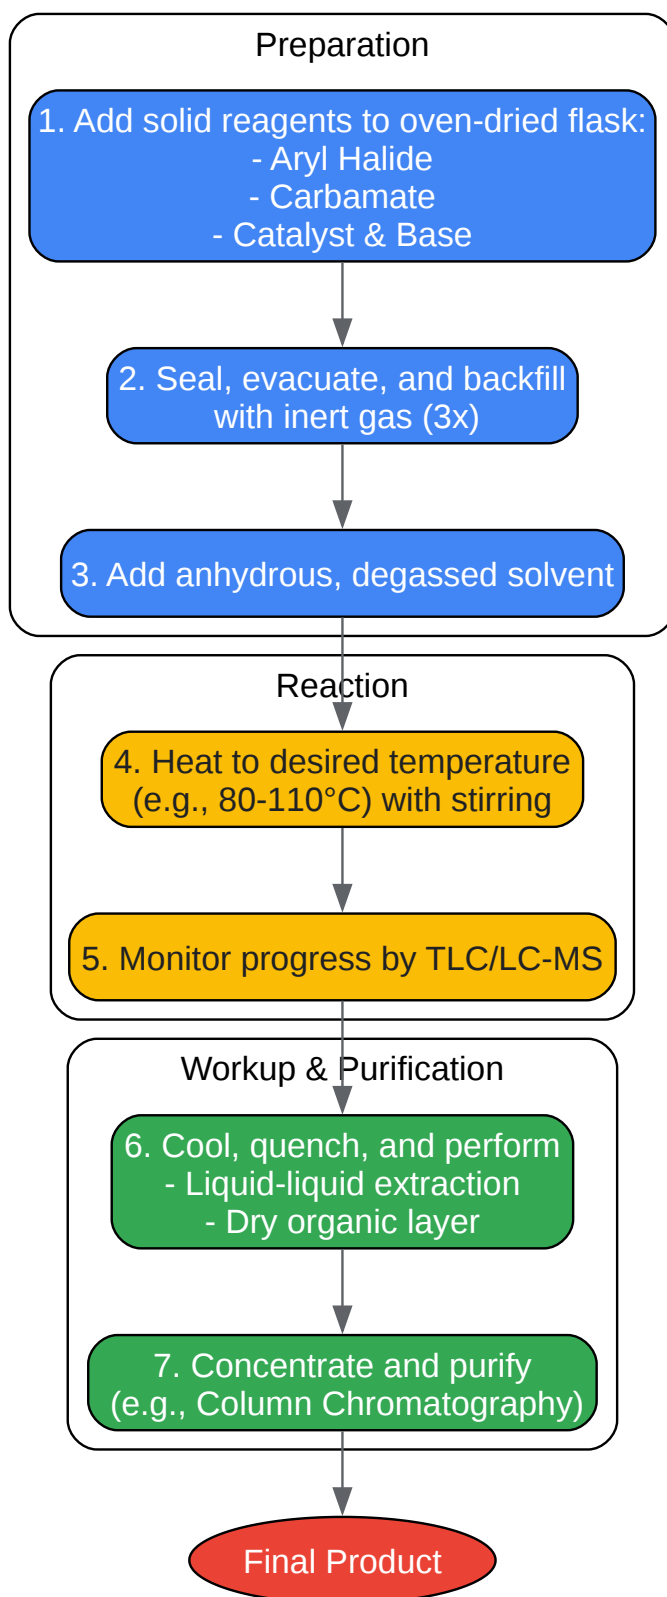 Preparation
1. Add solid reagents to oven-dried flask:
- Aryl Halide
- Carbamate
- Catalyst & Base
2. Seal, evacuate, and backfill
with inert gas (3x)
3. Add anhydrous, degassed solvent
Reaction
4. Heat to desired temperature
(e.g., 80-110°C) with stirring
5. Monitor progress by TLC/LC-MS
Workup & Purification
6. Cool, quench, and perform
- Liquid-liquid extraction
- Dry organic layer
7. Concentrate and purify
(e.g., Column Chromatography)
Final Product